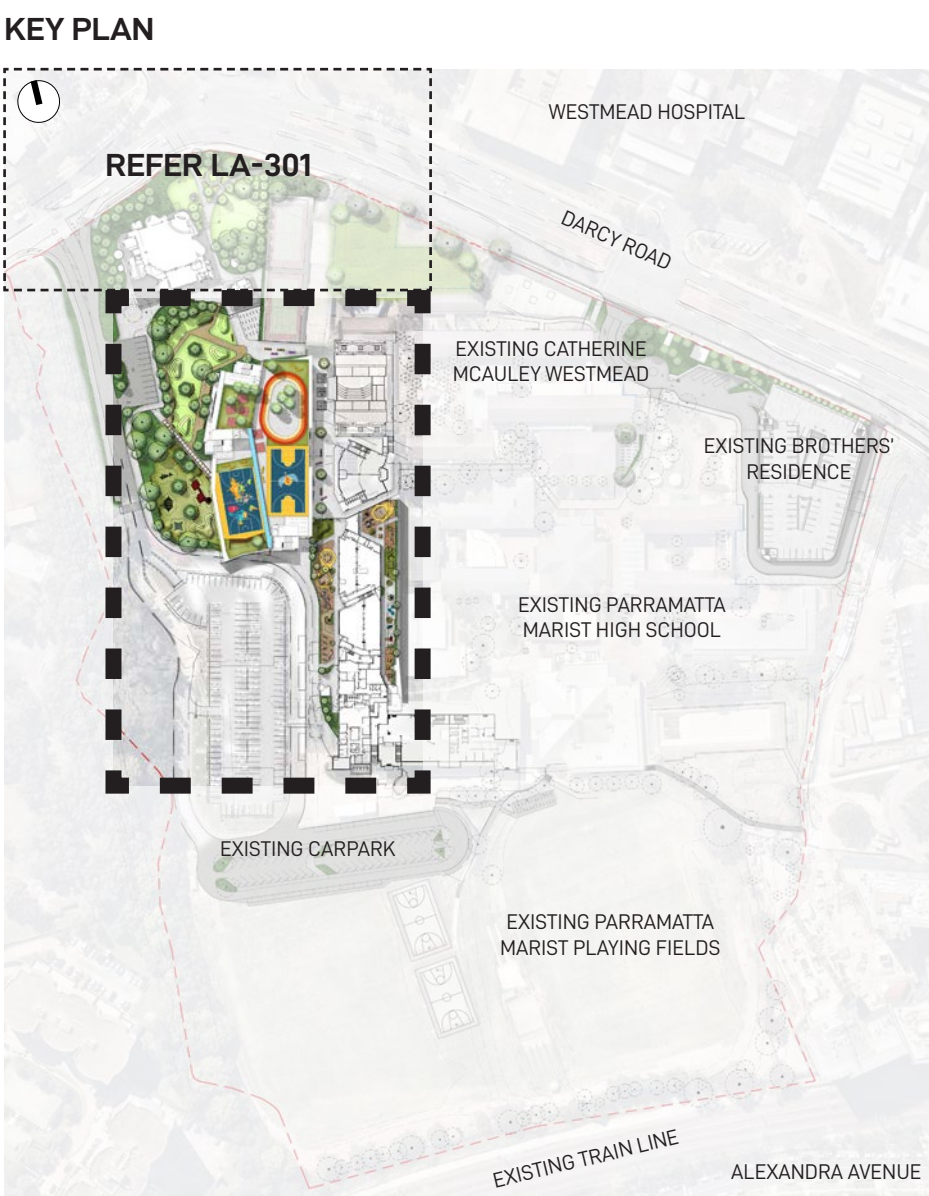 KEY PLAN
REFER LA-301
WESTMEAD HOSPITAL
DARCY ROAD
EXISTING CATHERINE
MCAULEY WESTMEAD
EXISTING BROTHERS'
RESIDENCE
EXISTING PARRAMATTA
MARIST HIGH SCHOOL
EXISTING CARPARK
EXISTING PARRAMATTA
MARIST PLAYING FIELDS
EXISTING TRAIN LINE
ALEXANDRA AVENUE